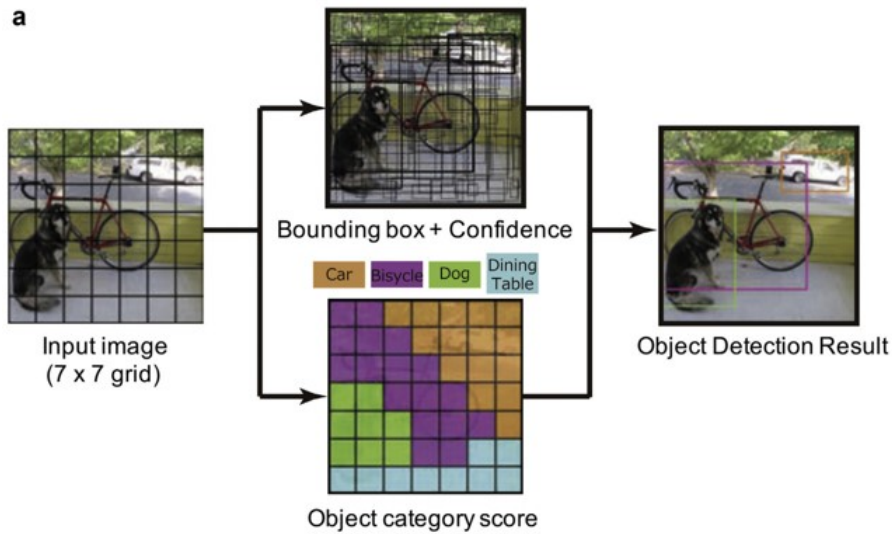 a
Bounding box + Confidence
Car
Bisycle
Dog
Dining
Table
Input image
(7 x 7 grid)
Object Detection Result
Object category score